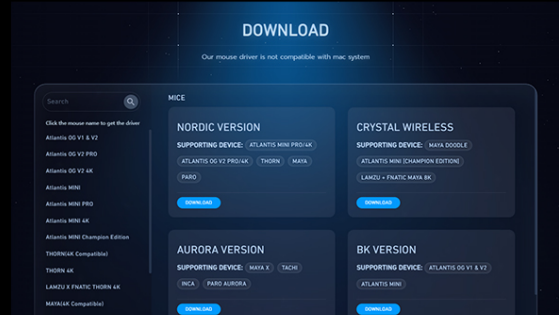 DOWNLOAD
Our mouse driver is not compatible with mac system
Search
Click the mouse name to get the driver
Atlantis OG V1 & V2
Atlantis OG V2 PRO
Atlantis OG V2 4K
Atlantis MINI
Atlantis MINI PRO
Atlantis MINI 4K
Atlantis MINI Champion Edition
THORN(4K Compatible)
THORN 4K
LAMZU X FNATIC THORN 4K
MAYA(4K Compatible)
MICE
NORDIC VERSION
SUPPORTING DEVICE: ATLANTIS MINI PRO/4K
ATLANTIS OG V2 PRO/4K THORN MAYA
PARO
DOWNLOAD
CRYSTAL WIRELESS
SUPPORTING DEVICE: MAYA DOODLE
ATLANTIS MINI [CHAMPION EDITION]
LAMZU × FNATIC MAYA 8K
DOWNLOAD
AURORA VERSION
SUPPORTING DEVICE: MAYA X TACHI
INCA PARO AURORA
DOWNLOAD
BK VERSION
SUPPORTING DEVICE: ATLANTIS OG V1 & V2
ATLANTIS MINI
DOWNLOAD